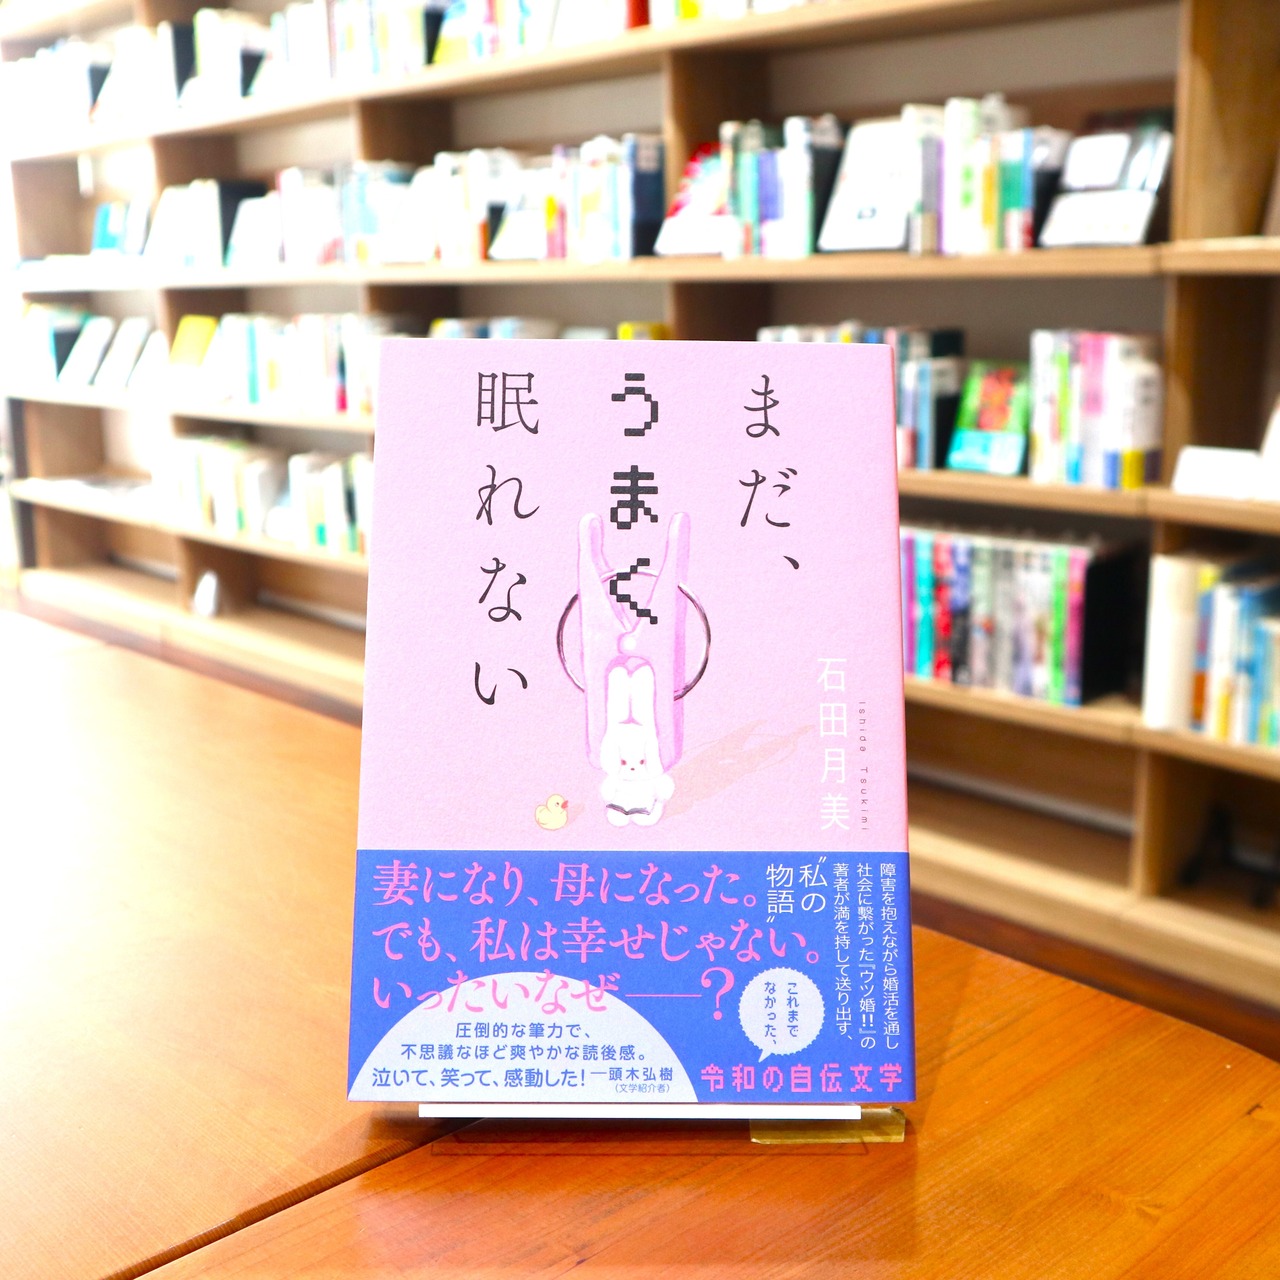 まだ、
うまく
眠れない
石田月美
Ishida Tsukimi
障害を抱えながら婚活を通し
社会に繋がった『ウツ婚!!』の
著者が満を持して送り出す、
“私の
物語”
妻になり、母になった。
でも、私は幸せじゃない。
いったいなぜ――?
これまで
なかった、
令和の自伝文学
圧倒的な筆力で、
不思議なほど爽やかな読後感。
泣いて、笑って、感動した!―頭木弘樹
(文学紹介者)